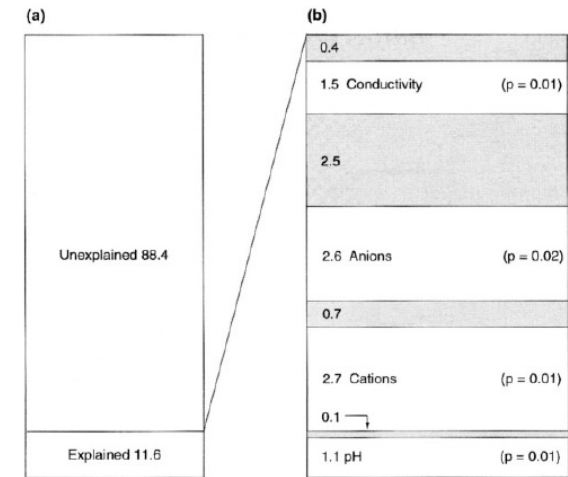 (a)
Unexplained 88.4
Explained 11.6
(b)
0.4
1.5 Conductivity (p = 0.01)
2.5
2.6 Anions (p = 0.02)
0.7
2.7 Cations (p = 0.01)
0.1
1.1 pH (p = 0.01)